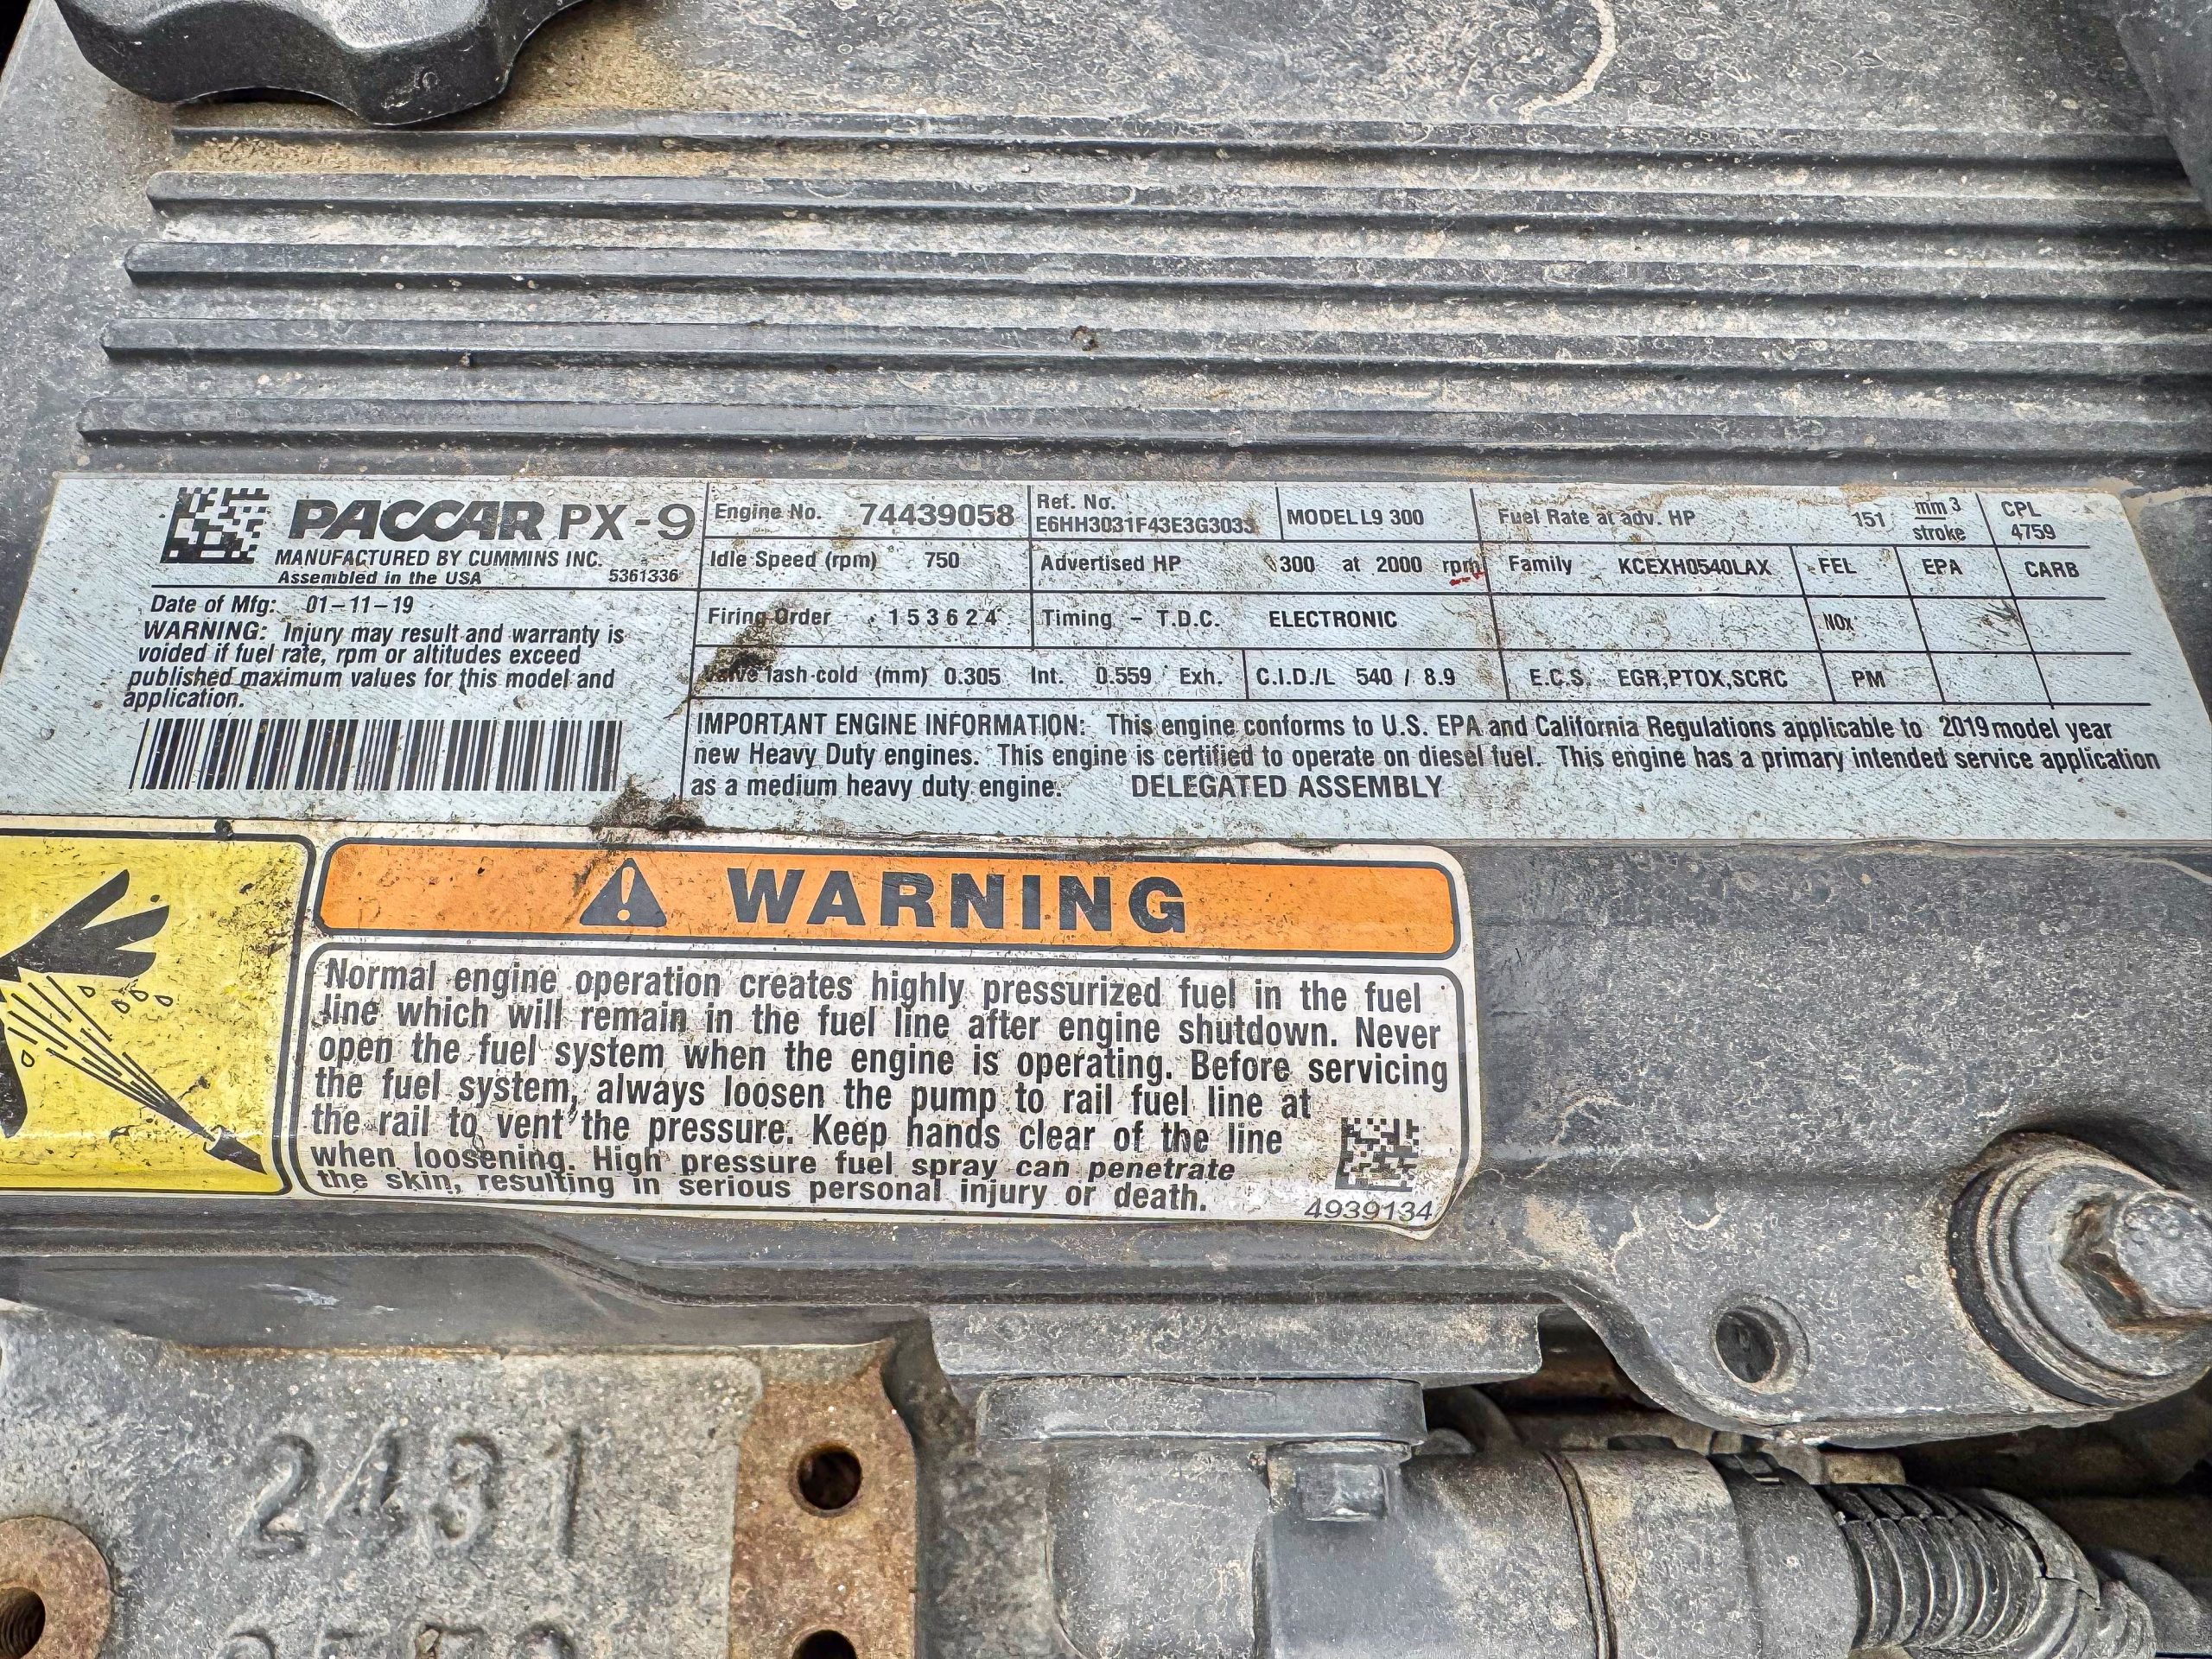 PACCAR PX-9
MANUFACTURED BY CUMMINS INC.
Assembled in the USA 5361336
Date of Mfg: 01-11-19
WARNING: Injury may result and warranty is
voided if fuel rate, rpm or altitudes exceed
published maximum values for this model and
application.
Engine No. 74439058
Ref. No.
E6HH3031F43E3G3033
MODEL L9 300
Fuel Rate at adv. HP 151 mm3
stroke
CPL
4759
Idle Speed (rpm) 750
Advertised HP 300 at 2000 rpm
Family KCEXH0540LAX
FEL EPA CARB
Firing Order 1 5 3 6 2 4
Timing - T.D.C. ELECTRONIC
NOx
Valve lash cold (mm) 0.305 Int. 0.559 Exh.
C.I.D./L 540 / 8.9
E.C.S. EGR,PTOX,SCRC
PM
IMPORTANT ENGINE INFORMATION: This engine conforms to U.S. EPA and California Regulations applicable to 2019 model year
new Heavy Duty engines. This engine is certified to operate on diesel fuel. This engine has a primary intended service application
as a medium heavy duty engine. DELEGATED ASSEMBLY
WARNING
Normal engine operation creates highly pressurized fuel in the fuel
line which will remain in the fuel line after engine shutdown. Never
open the fuel system when the engine is operating. Before servicing
the fuel system, always loosen the pump to rail fuel line at
the rail to vent the pressure. Keep hands clear of the line
when loosening. High pressure fuel spray can penetrate
the skin, resulting in serious personal injury or death.
4939134
2431